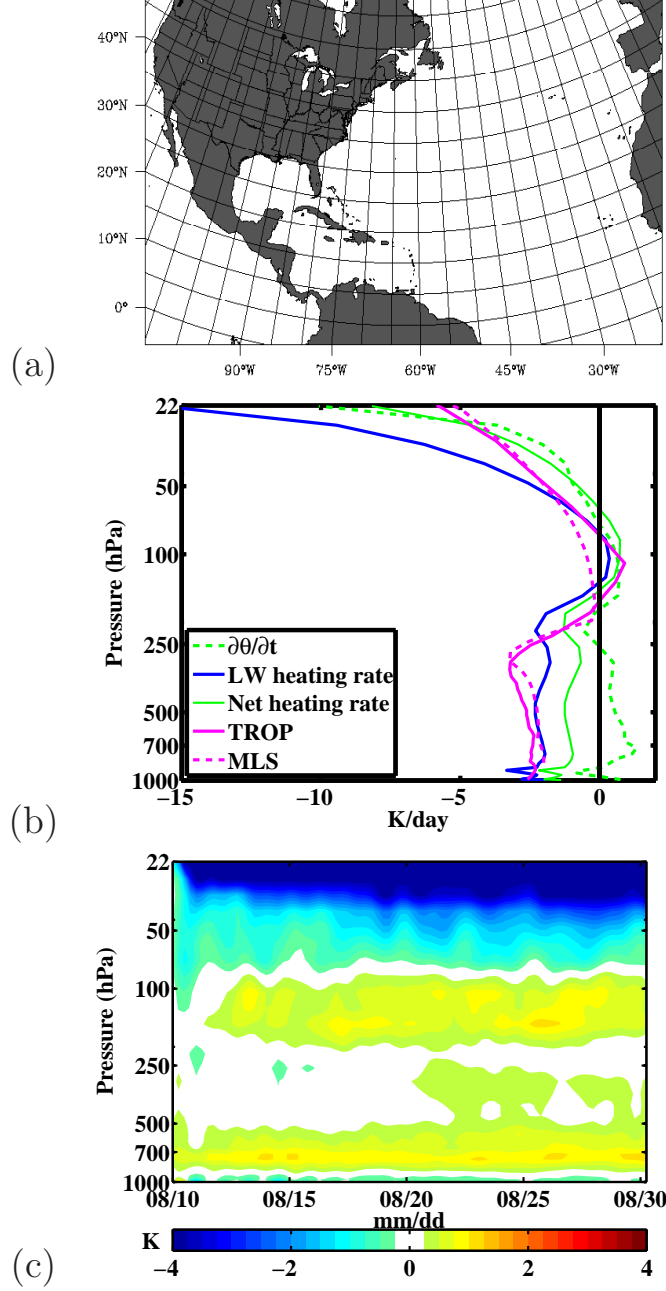 40°N
30°N
20°N
10°N
0°
90°W 75°W 60°W 45°W 30°W
(a)
22
50
100
250
500
700
1000
Pressure (hPa)
∂θ/∂t
LW heating rate
Net heating rate
TROP
MLS
−15 −10 −5 0
K/day
(b)
22
50
100
250
500
700
1000
Pressure (hPa)
08/10 08/15 08/20 08/25 08/30
mm/dd
K
−4 −2 0 2 4
(c)